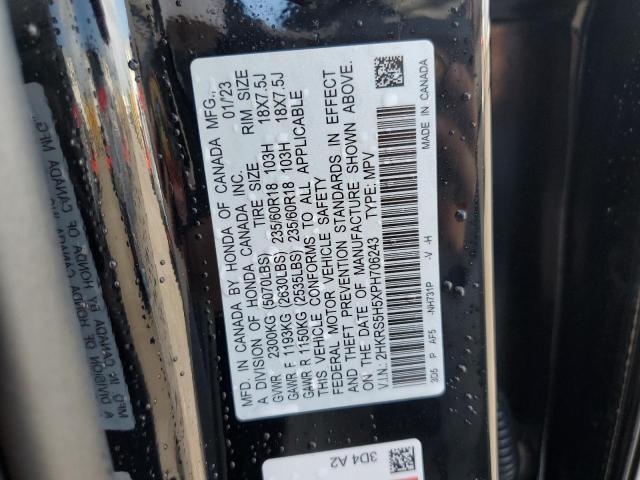 MFD. IN CANADA BY HONDA OF CANADA MFG.,
A DIVISION OF HONDA CANADA INC. 01/23
TIRE SIZE RIM SIZE
GVWR 2300KG (5070LBS)
GAWR F 1193KG (2630LBS) 235/60R18 103H 18X7.5J
GAWR R 1150KG (2535LBS) 235/60R18 103H 18X7.5J
THIS VEHICLE CONFORMS TO ALL APPLICABLE
FEDERAL MOTOR VEHICLE SAFETY
AND THEFT PREVENTION STANDARDS IN EFFECT
ON THE DATE OF MANUFACTURE SHOWN ABOVE.
V.I.N: 2HKRS5H5XPH706243 TYPE: MPV
3D5 P AF5 -NH731P -V -H MADE IN CANADA
3D4 A2